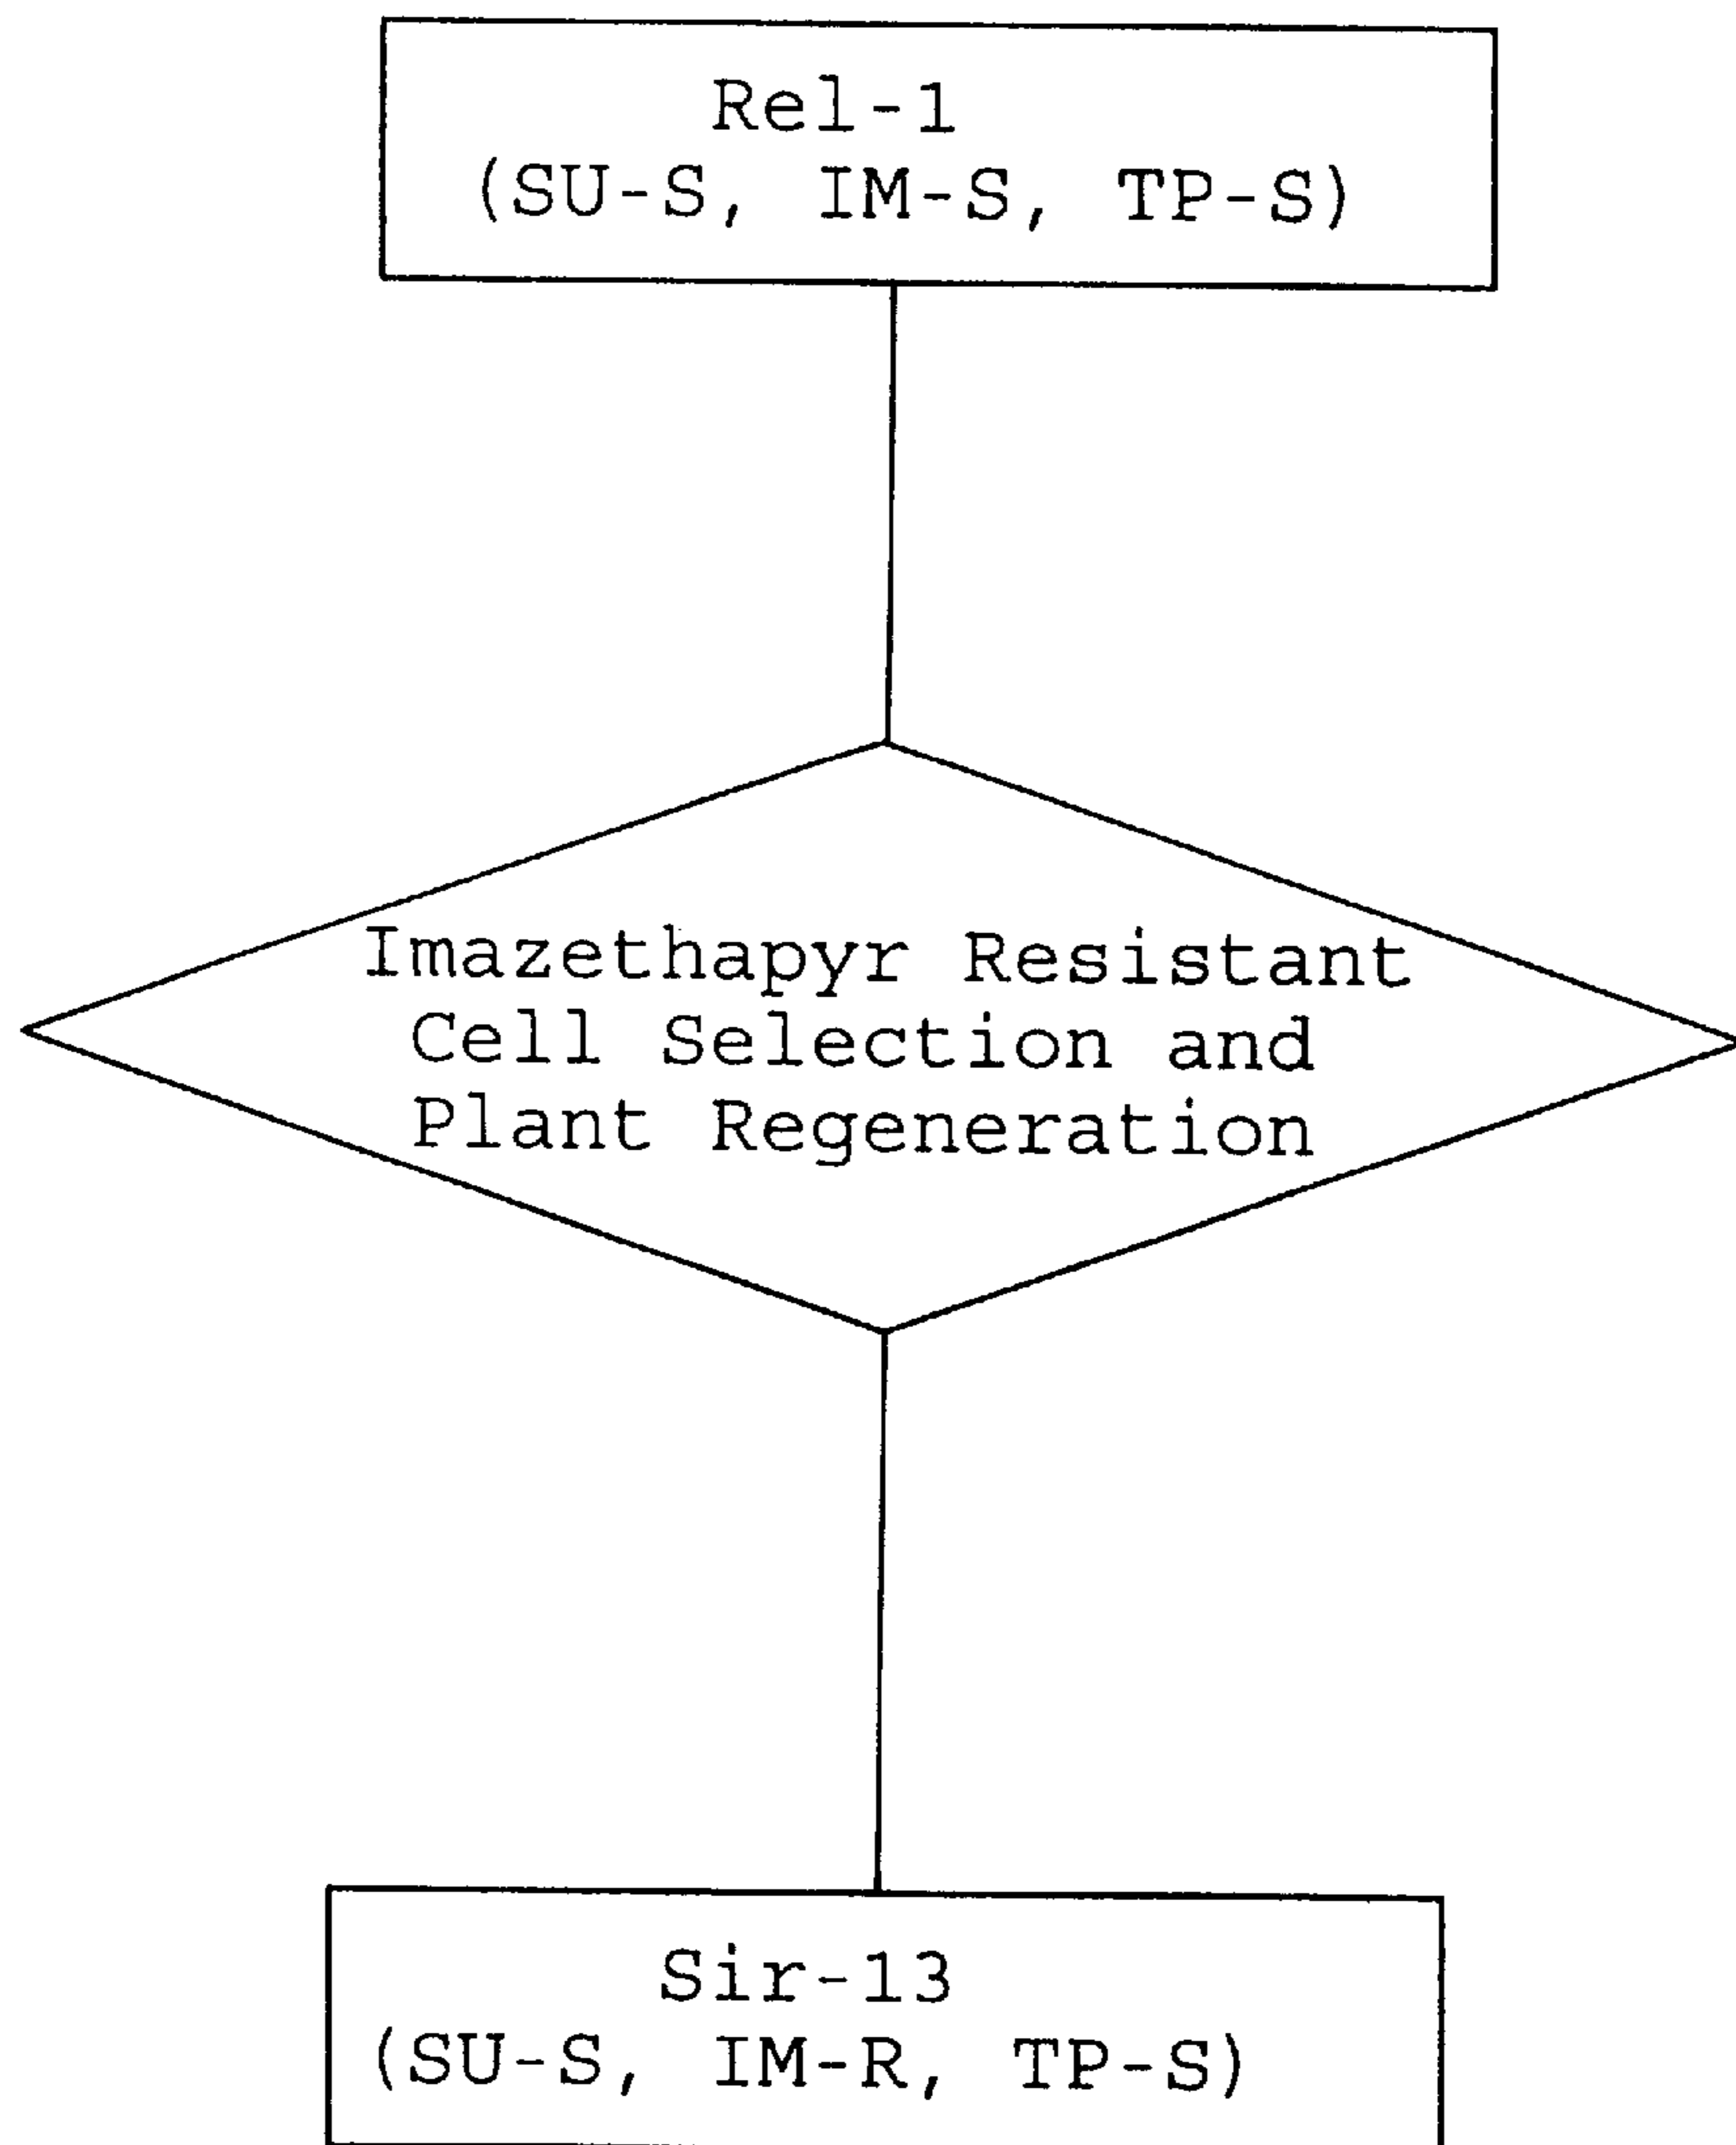 Rel-1
(SU-S, IM-S, TP-S)
Imazethapyr Resistant
Cell Selection and
Plant Regeneration
Sir-13
(SU-S, IM-R, TP-S)